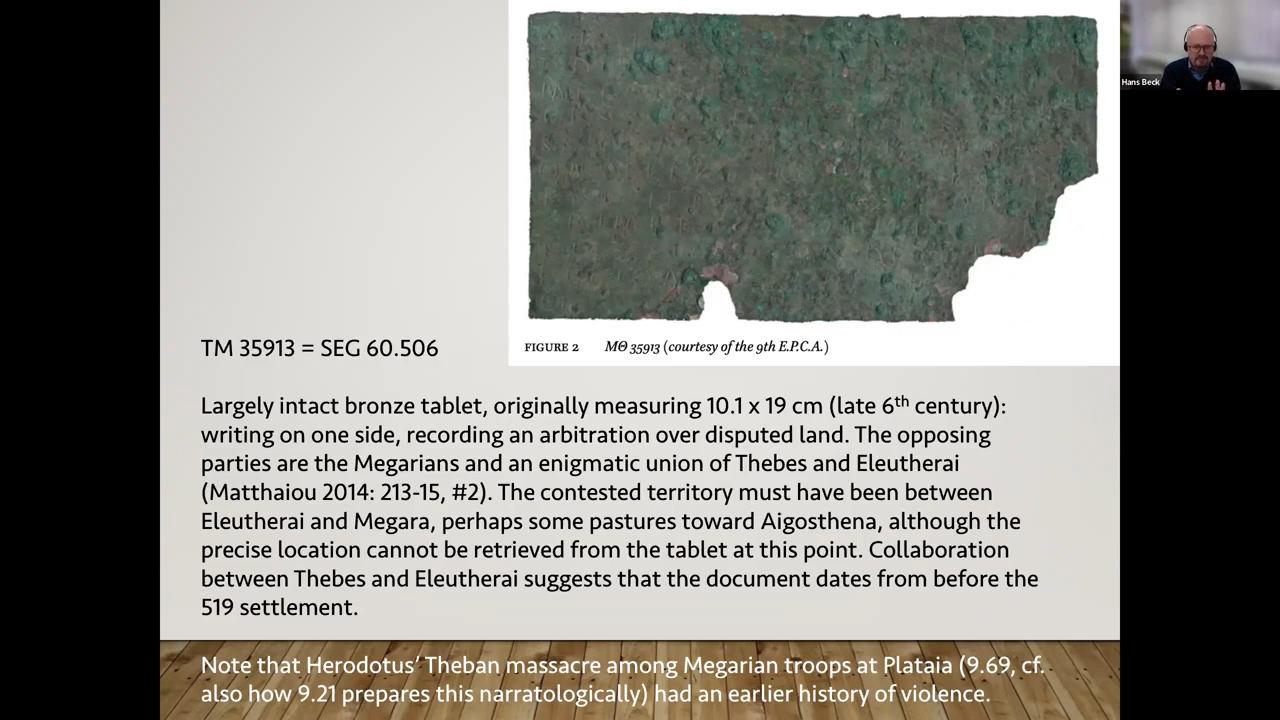 Hans Beck
FIGURE 2 MΘ 35913 (courtesy of the 9th E.P.C.A.)
TM 35913 = SEG 60.506
Largely intact bronze tablet, originally measuring 10.1 x 19 cm (late 6th century):
writing on one side, recording an arbitration over disputed land. The opposing
parties are the Megarians and an enigmatic union of Thebes and Eleutherai
(Matthaiou 2014: 213-15, #2). The contested territory must have been between
Eleutherai and Megara, perhaps some pastures toward Aigosthena, although the
precise location cannot be retrieved from the tablet at this point. Collaboration
between Thebes and Eleutherai suggests that the document dates from before the
519 settlement.
Note that Herodotus’ Theban massacre among Megarian troops at Plataia (9.69, cf.
also how 9.21 prepares this narratologically) had an earlier history of violence.